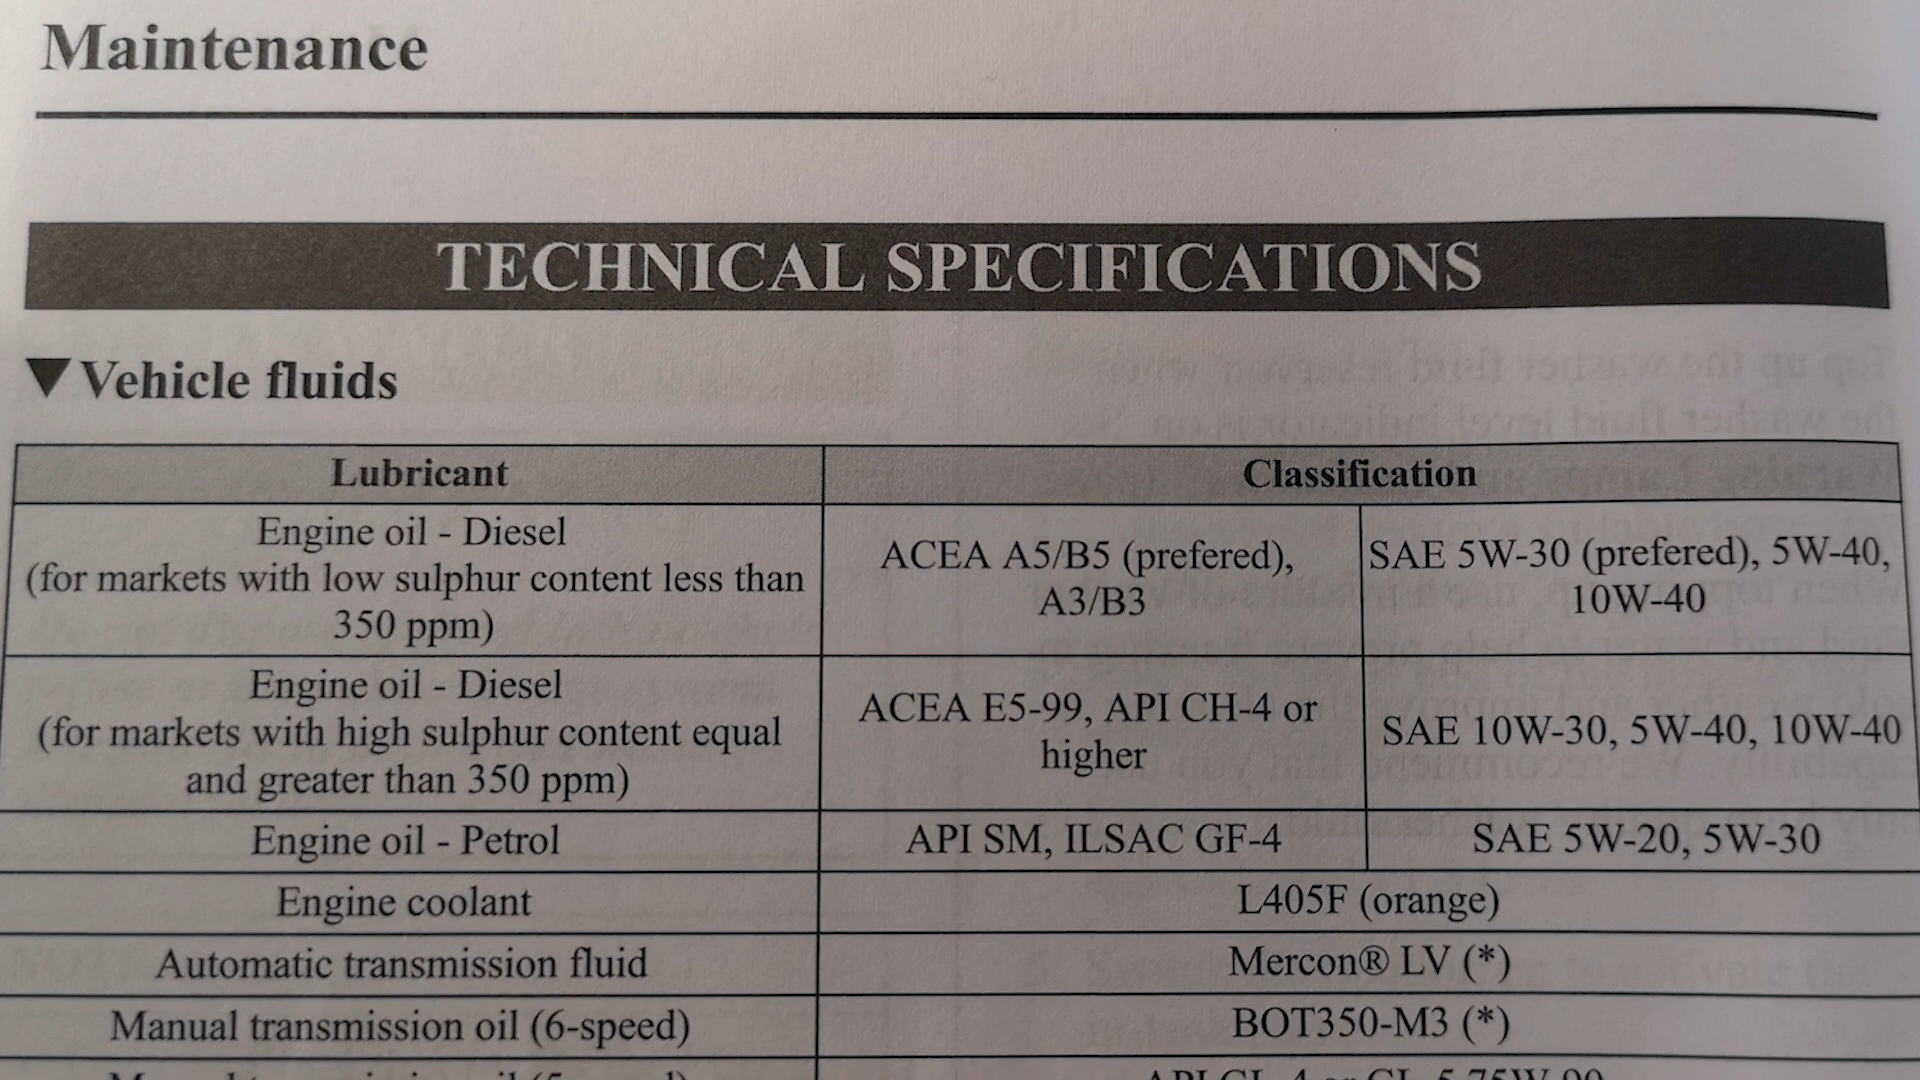 Maintenance
TECHNICAL SPECIFICATIONS
▼Vehicle fluids
Lubricant
Classification
Engine oil - Diesel
(for markets with low sulphur content less than
350 ppm)
ACEA A5/B5 (prefered),
A3/B3
SAE 5W-30 (prefered), 5W-40,
10W-40
Engine oil - Diesel
(for markets with high sulphur content equal
and greater than 350 ppm)
ACEA E5-99, API CH-4 or
higher
SAE 10W-30, 5W-40, 10W-40
Engine oil - Petrol
API SM, ILSAC GF-4
SAE 5W-20, 5W-30
Engine coolant
L405F (orange)
Automatic transmission fluid
Mercon® LV (*)
Manual transmission oil (6-speed)
BOT350-M3 (*)